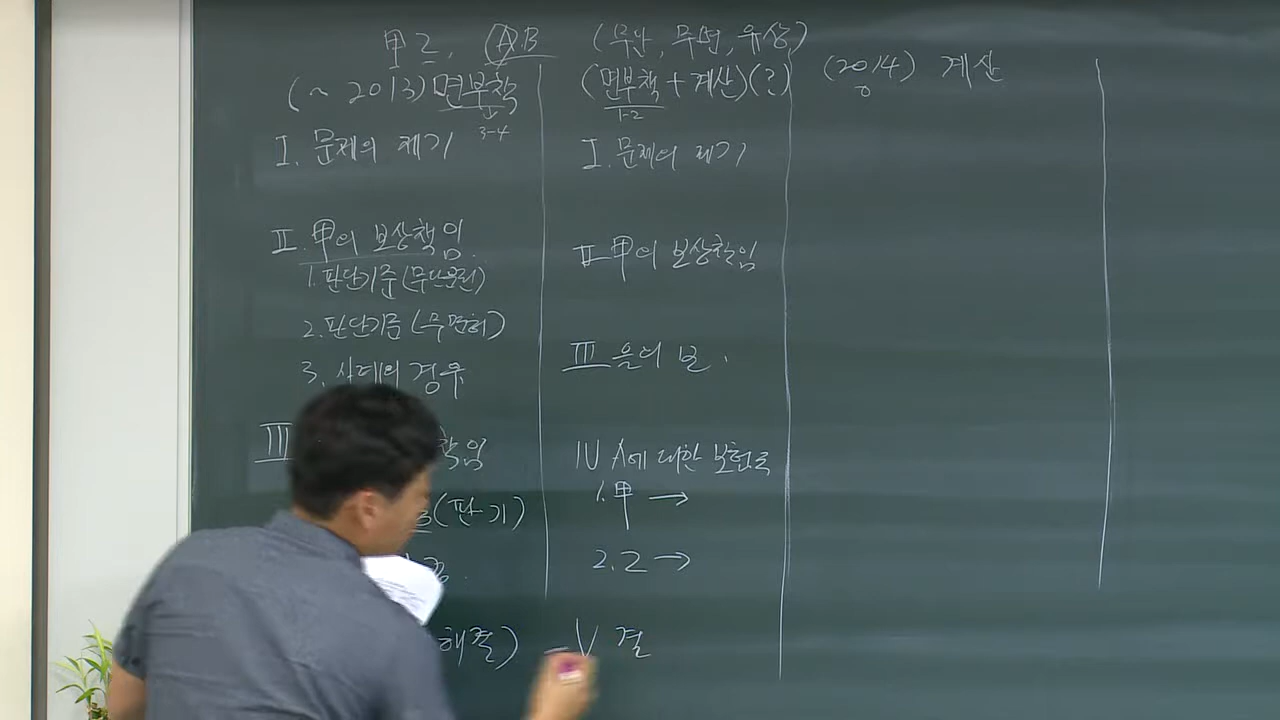 甲 乙, A B (무단, 무면, 유상)
(~ 2013) 면부책
3-4
I. 문제의 제기
II. 甲의 보상책임
1. 판단기준 (무단운전)
2. 판단기준 (무면허)
3. 사례의 경우
III
책임
(판기)
해결)
(면부책 + 계산)(?)
1-2
I. 문제의 제기
II 甲의 보상책임
III 을의 보.
IV A에 대한 보험금
1. 甲 →
2. 乙 →
V 결
(2014) 계산